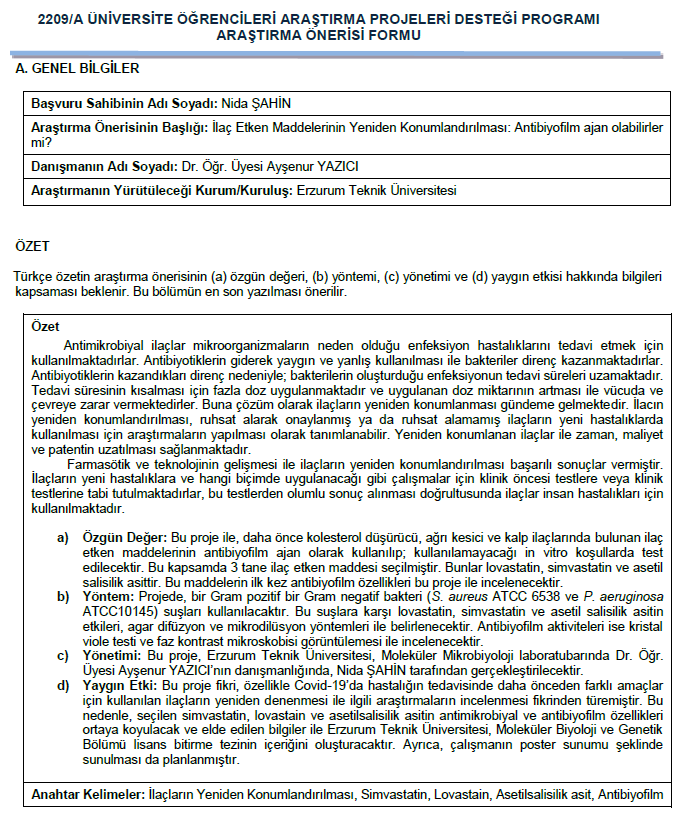 2209/A ÜNİVERSİTE ÖĞRENCİLERİ ARAŞTIRMA PROJELERİ DESTEĞİ PROGRAMI
ARAŞTIRMA ÖNERİSİ FORMU
A. GENEL BİLGİLER
Başvuru Sahibinin Adı Soyadı: Nida ŞAHİN
Araştırma Önerisinin Başlığı: İlaç Etken Maddelerinin Yeniden Konumlandırılması: Antibiyofilm ajan olabilirler
mi?
Danışmanın Adı Soyadı: Dr. Öğr. Üyesi Ayşenur YAZICI
Araştırmanın Yürütüleceği Kurum/Kuruluş: Erzurum Teknik Üniversitesi
ÖZET
Türkçe özetin araştırma önerisinin (a) özgün değeri, (b) yöntemi, (c) yönetimi ve (d) yaygın etkisi hakkında bilgileri
kapsaması beklenir. Bu bölümün en son yazılması önerilir.
Özet
Antimikrobiyal ilaçlar mikroorganizmaların neden olduğu enfeksiyon hastalıklarını tedavi etmek için
kullanılmaktadırlar. Antibiyotiklerin giderek yaygın ve yanlış kullanılması ile bakteriler direnç kazanmaktadırlar.
Antibiyotiklerin kazandıkları direnç nedeniyle; bakterilerin oluşturduğu enfeksiyonun tedavi süreleri uzamaktadır.
Tedavi süresinin kısalması için fazla doz uygulanmaktadır ve uygulanan doz miktarının artması ile vücuda ve
çevreye zarar vermektedirler. Buna çözüm olarak ilaçların yeniden konumlanması gündeme gelmektedir. İlacın
yeniden konumlandırılması, ruhsat alarak onaylanmış ya da ruhsat alamamış ilaçların yeni hastalıklarda
kullanılması için araştırmaların yapılması olarak tanımlanabilir. Yeniden konumlanan ilaçlar ile zaman, maliyet
ve patentin uzatılması sağlanmaktadır.
Farmasötik ve teknolojinin gelişmesi ile ilaçların yeniden konumlandırılması başarılı sonuçlar vermiştir.
İlaçların yeni hastalıklara ve hangi biçimde uygulanacağı gibi çalışmalar için klinik öncesi testlere veya klinik
testlerine tabi tutulmaktadırlar, bu testlerden olumlu sonuç alınması doğrultusunda ilaçlar insan hastalıkları için
kullanılmaktadır.
a) Özgün Değer: Bu proje ile, daha önce kolesterol düşürücü, ağrı kesici ve kalp ilaçlarında bulunan ilaç
etken maddelerinin antibiyofilm ajan olarak kullanılıp; kullanılamayacağı in vitro koşullarda test
edilecektir. Bu kapsamda 3 tane ilaç etken maddesi seçilmiştir. Bunlar lovastatin, simvastatin ve asetil
salisilik asittir. Bu maddelerin ilk kez antibiyofilm özellikleri bu proje ile incelenecektir.
b) Yöntem: Projede, bir Gram pozitif bir Gram negatif bakteri (S. aureus ATCC 6538 ve P. aeruginosa
ATCC10145) suşları kullanılacaktır. Bu suşlara karşı lovastatin, simvastatin ve asetil salisilik asitin
etkileri, agar difüzyon ve mikrodilüsyon yöntemleri ile belirlenecektir. Antibiyofilm aktiviteleri ise kristal
viole testi ve faz kontrast mikroskobisi görüntülemesi ile incelenecektir.
c) Yönetimi: Bu proje, Erzurum Teknik Üniversitesi, Moleküler Mikrobiyoloji laboratubarında Dr. Öğr.
Üyesi Ayşenur YAZICI'nın danışmanlığında, Nida ŞAHİN tarafından gerçekleştirilecektir.
d) Yaygın Etki: Bu proje fikri, özellikle Covid-19'da hastalığın tedavisinde daha önceden farklı amaçlar
için kullanılan ilaçların yeniden denenmesi ile ilgili araştırmaların incelenmesi fikrinden türemiştir. Bu
nedenle, seçilen simvastatin, lovastain ve asetilsalisilik asitin antimikrobiyal ve antibiyofilm özellikleri
ortaya koyulacak ve elde edilen bilgiler ile Erzurum Teknik Üniversitesi, Moleküler Biyoloji ve Genetik
Bölümü lisans bitirme tezinin içeriğini oluşturacaktır. Ayrıca, çalışmanın poster sunumu şeklinde
sunulması da planlanmıştır.
Anahtar Kelimeler: İlaçların Yeniden Konumlandırılması, Simvastatin, Lovastain, Asetilsalisilik asit, Antibiyofilm